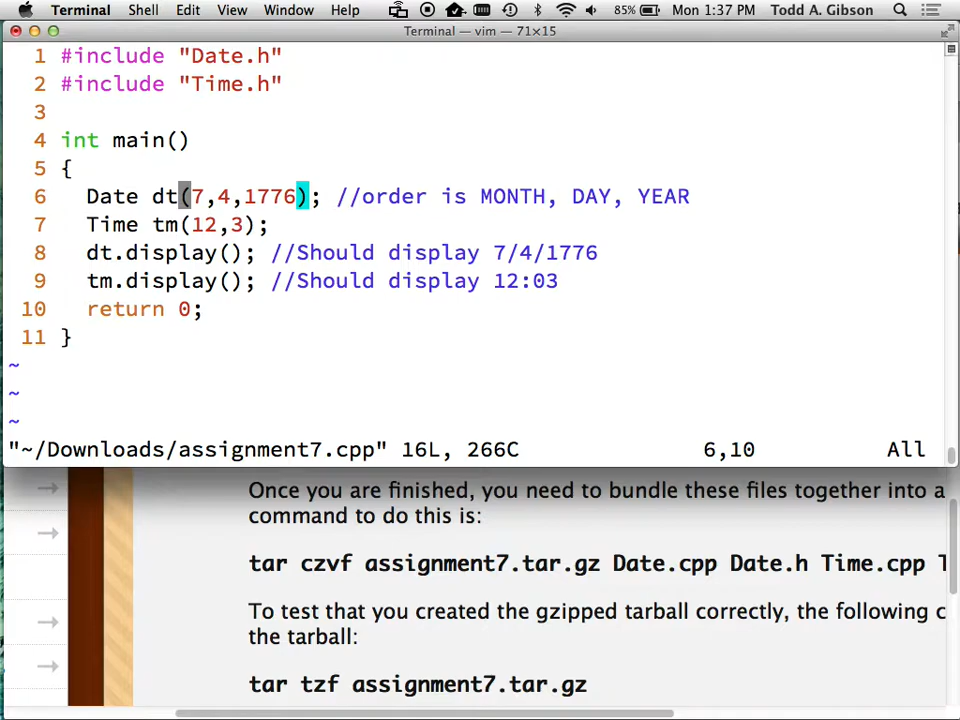 Terminal Shell Edit View Window Help 85% Mon 1:37 PM Todd A. Gibson
Terminal — vim — 71×15
1 #include "Date.h"
2 #include "Time.h"
3
4 int main()
5 {
6 Date dt(7,4,1776); //order is MONTH, DAY, YEAR
7 Time tm(12,3);
8 dt.display(); //Should display 7/4/1776
9 tm.display(); //Should display 12:03
10 return 0;
11 }
~
~
~
"~/Downloads/assignment7.cpp" 16L, 266C 6,10 All
Once you are finished, you need to bundle these files together into a
command to do this is:
tar czvf assignment7.tar.gz Date.cpp Date.h Time.cpp T
To test that you created the gzipped tarball correctly, the following c
the tarball:
tar tzf assignment7.tar.gz